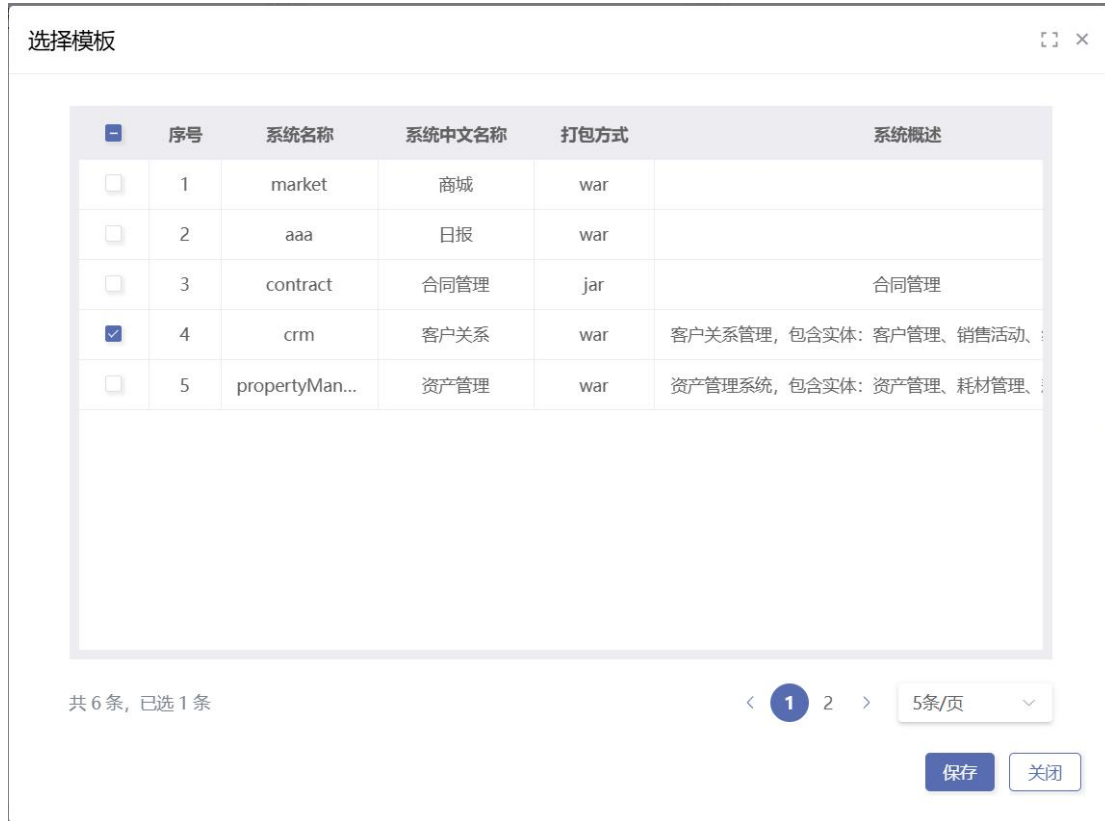 选择模板
序号 系统名称 系统中文名称 打包方式 系统概述
1 market 商城 war
2 aaa 日报 war
3 contract 合同管理 jar 合同管理
4 crm 客户关系 war 客户关系管理，包含实体：客户管理、销售活动、
5 propertyMan... 资产管理 war 资产管理系统，包含实体：资产管理、耗材管理、
共 6 条，已选 1 条 1 2 5条/页
保存 关闭